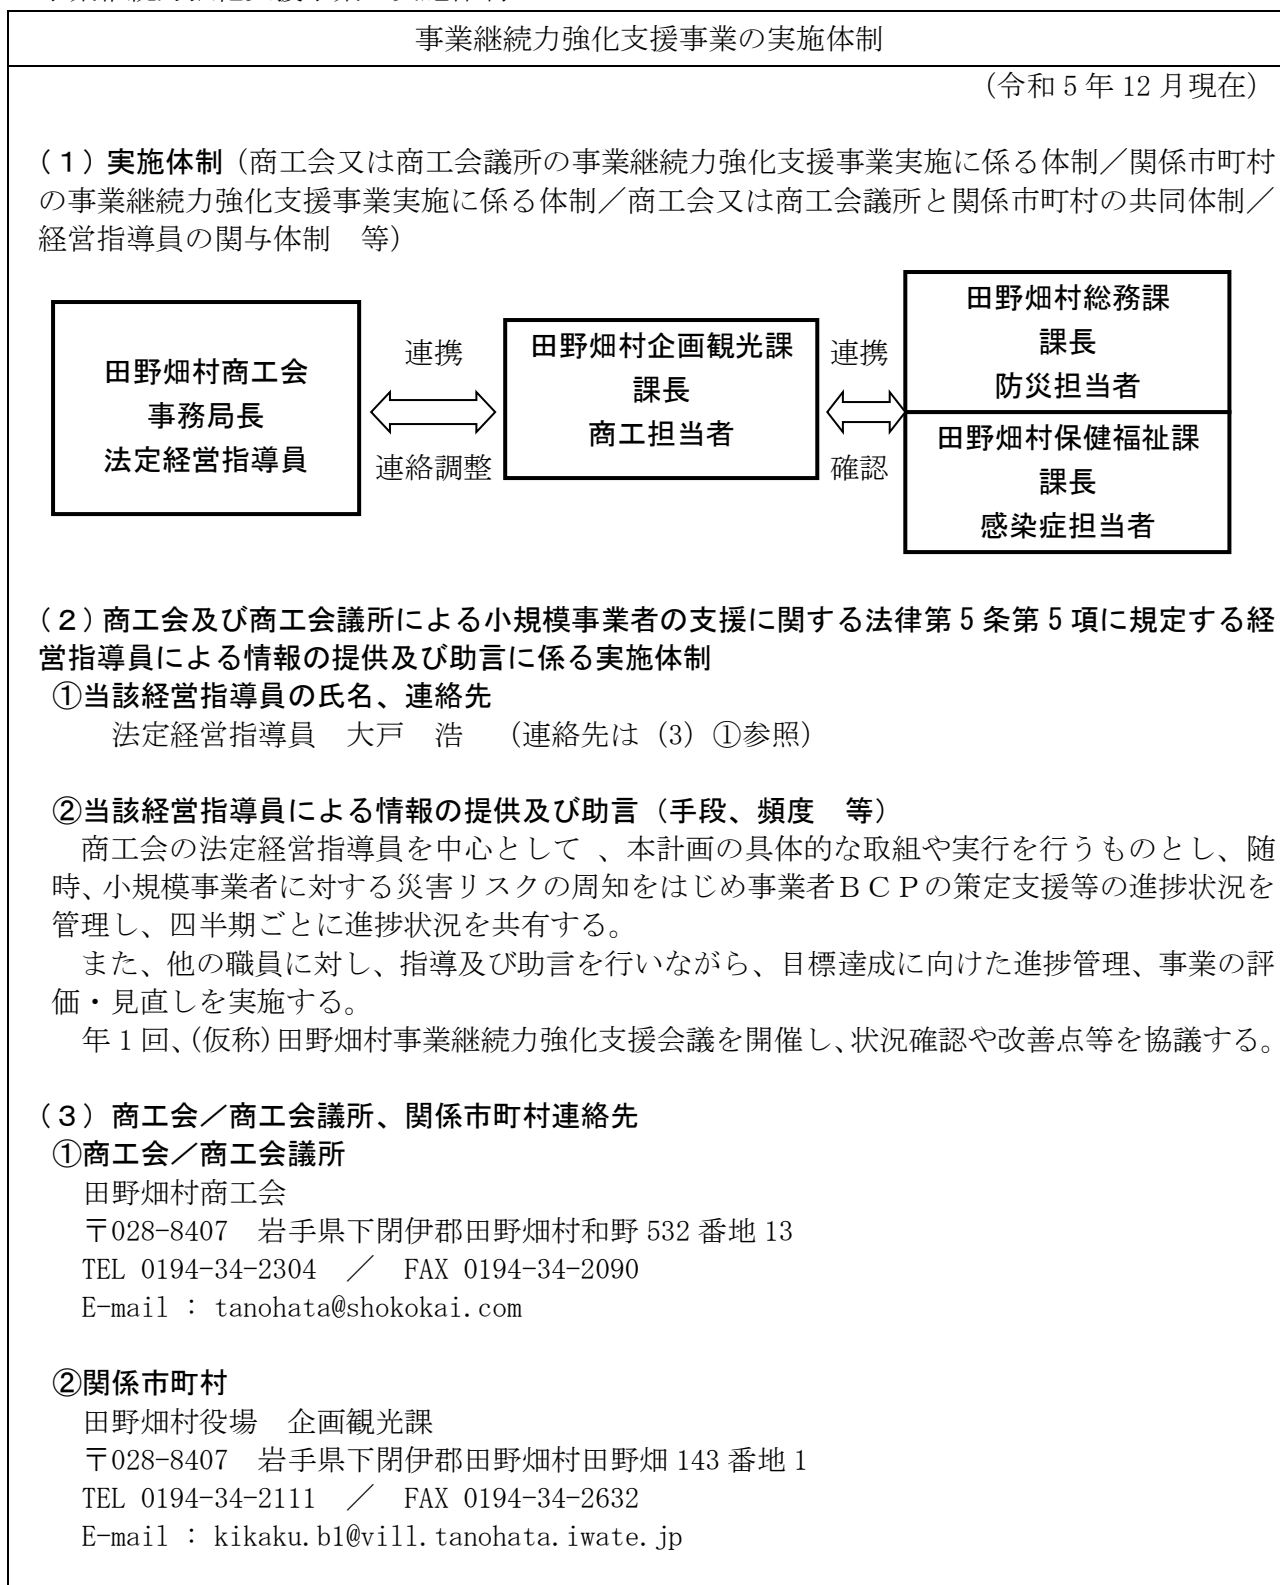 事業継続力強化支援事業の実施体制
（令和５年 12 月現在）
（１）実施体制（商工会又は商工会議所の事業継続力強化支援事業実施に係る体制／関係市町村
の事業継続力強化支援事業実施に係る体制／商工会又は商工会議所と関係市町村の共同体制／
経営指導員の関与体制　等）
田野畑村商工会
事務局長
法定経営指導員
連携
連絡調整
田野畑村企画観光課
課長
商工担当者
連携
確認
田野畑村総務課
課長
防災担当者
田野畑村保健福祉課
課長
感染症担当者
（２）商工会及び商工会議所による小規模事業者の支援に関する法律第５条第５項に規定する経
営指導員による情報の提供及び助言に係る実施体制
①当該経営指導員の氏名、連絡先
法定経営指導員　大戸　浩　（連絡先は（3）①参照）
②当該経営指導員による情報の提供及び助言（手段、頻度　等）
商工会の法定経営指導員を中心として 、本計画の具体的な取組や実行を行うものとし、随
時、小規模事業者に対する災害リスクの周知をはじめ事業者ＢＣＰの策定支援等の進捗状況を
管理し、四半期ごとに進捗状況を共有する。
また、他の職員に対し、指導及び助言を行いながら、目標達成に向けた進捗管理、事業の評
価・見直しを実施する。
年１回、（仮称）田野畑村事業継続力強化支援会議を開催し、状況確認や改善点等を協議する。
（３）商工会／商工会議所、関係市町村連絡先
①商工会／商工会議所
田野畑村商工会
〒028-8407　岩手県下閉伊郡田野畑村和野 532 番地 13
TEL 0194-34-2304　／　FAX 0194-34-2090
E-mail : tanohata@shokokai.com
②関係市町村
田野畑村役場　企画観光課
〒028-8407　岩手県下閉伊郡田野畑村田野畑 143 番地 1
TEL 0194-34-2111　／　FAX 0194-34-2632
E-mail : kikaku.b1@vill.tanohata.iwate.jp